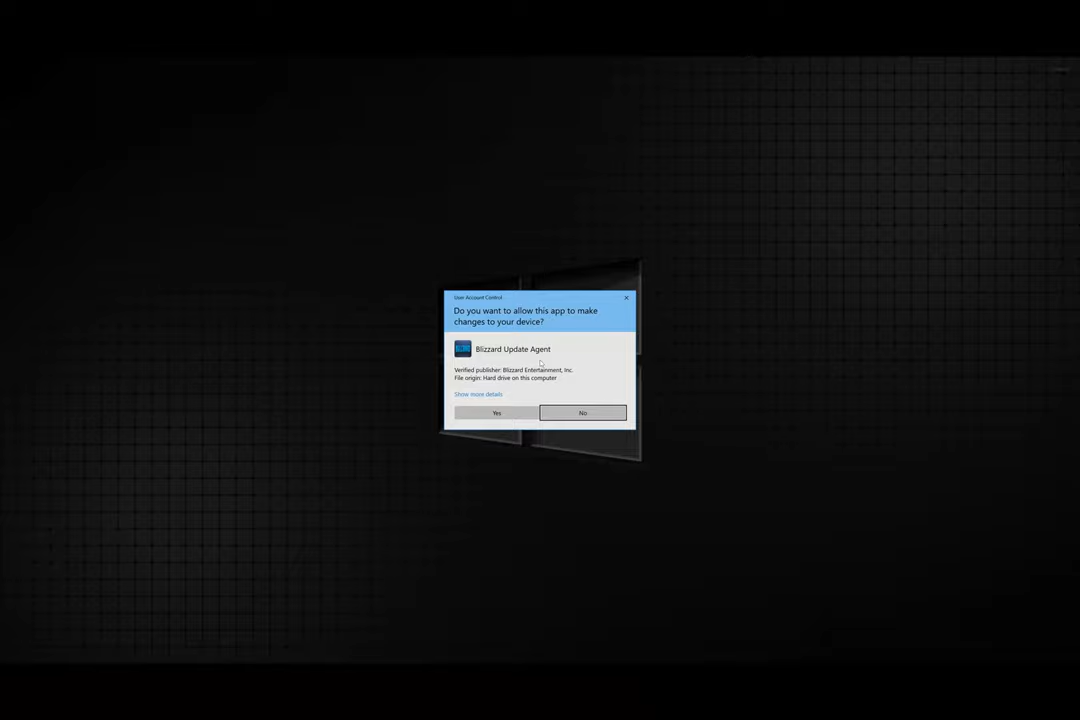 User Account Control
Do you want to allow this app to make
changes to your device?
Blizzard Update Agent
Verified publisher: Blizzard Entertainment, Inc.
File origin: Hard drive on this computer
Show more details
Yes
No